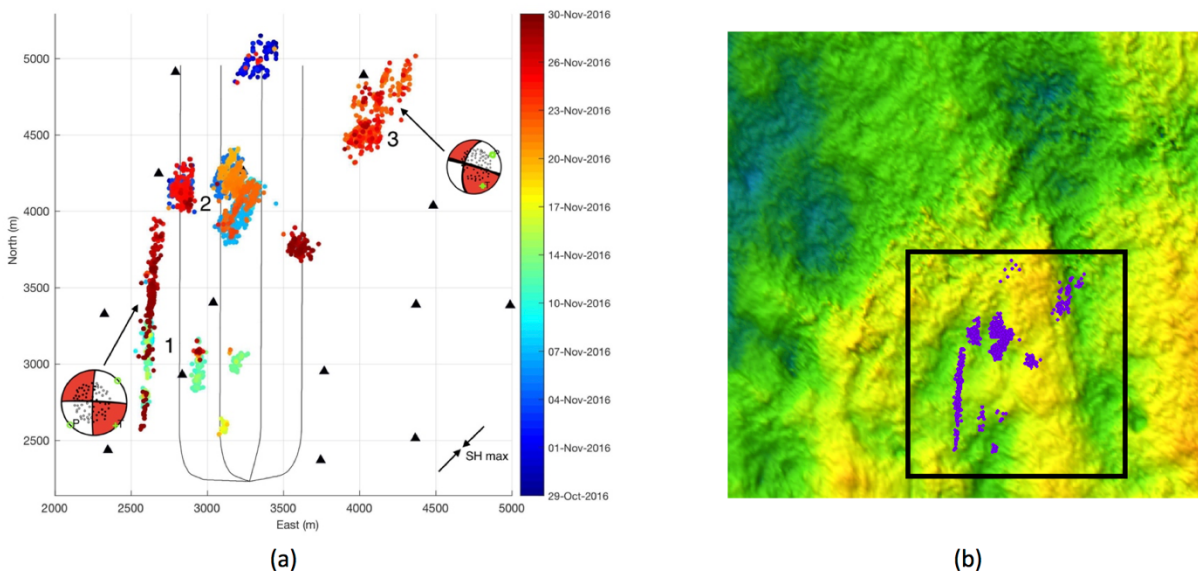 5000
4500
4000
3500
3000
2500
North (m)
2000
2500
3000
3500
4000
4500
5000
East (m)
1
2
3
P
T
P
T
SH max
30-Nov-2016
26-Nov-2016
23-Nov-2016
20-Nov-2016
17-Nov-2016
14-Nov-2016
10-Nov-2016
07-Nov-2016
04-Nov-2016
01-Nov-2016
29-Oct-2016
(a)
(b)